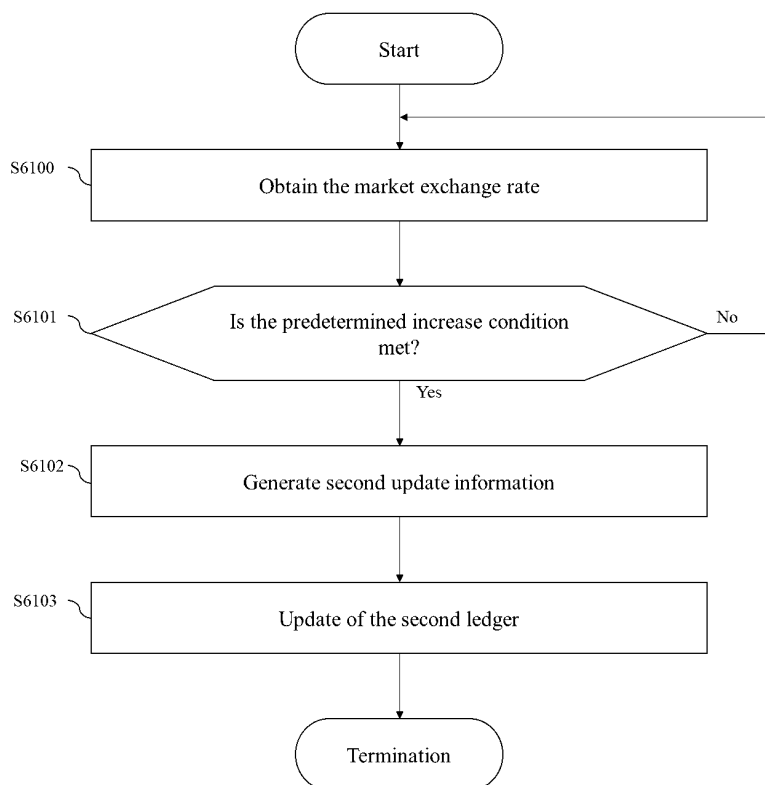 Start
S6100
Obtain the market exchange rate
S6101
Is the predetermined increase condition
met?
No
Yes
S6102
Generate second update information
S6103
Update of the second ledger
Termination